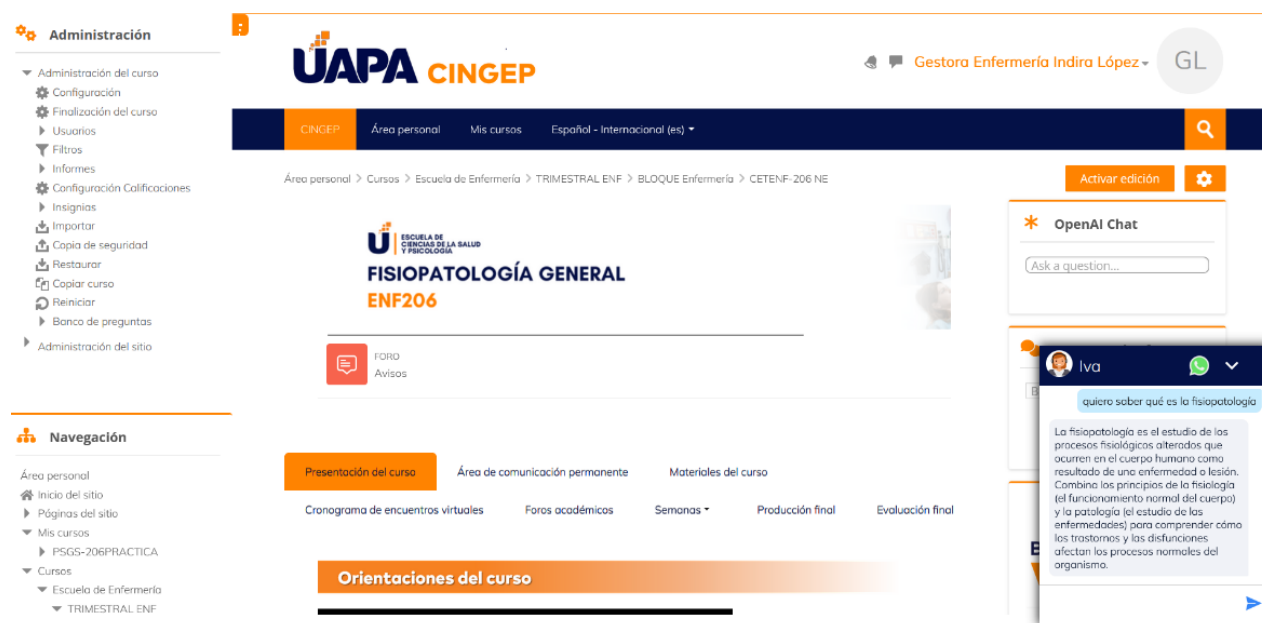 Administración
Administración del curso
Configuración
Finalización del curso
Usuarios
Filtros
Informes
Configuración Calificaciones
Insignias
Importar
Copia de seguridad
Restaurar
Copiar curso
Reiniciar
Banco de preguntas
Administración del sitio
Navegación
Área personal
Inicio del sitio
Páginas del sitio
Mis cursos
PSGS-206PRACTICA
Cursos
Escuela de Enfermería
TRIMESTRAL ENF
ÚAPA CINGEP
Gestora Enfermería Indira López
GL
CINGEP Área personal Mis cursos Español - Internacional (es)
Área personal > Cursos > Escuela de Enfermería > TRIMESTRAL ENF > BLOQUE Enfermería > CETENF-206 NE
Activar edición
Ú ESCUELA DE
CIENCIAS DE LA SALUD
Y PSICOLOGÍA
FISIOPATOLOGÍA GENERAL
ENF206
FORO
Avisos
Presentación del curso Área de comunicación permanente Materiales del curso
Cronograma de encuentros virtuales Foros académicos Semanas Producción final Evaluación final
Orientaciones del curso
OpenAI Chat
Ask a question...
Iva
quiero saber qué es la fisiopatología
La fisiopatología es el estudio de los
procesos fisiológicos alterados que
ocurren en el cuerpo humano como
resultado de una enfermedad o lesión.
Combina los principios de la fisiología
(el funcionamiento normal del cuerpo)
y la patología (el estudio de las
enfermedades) para comprender cómo
los trastornos y las disfunciones
afectan los procesos normales del
organismo.